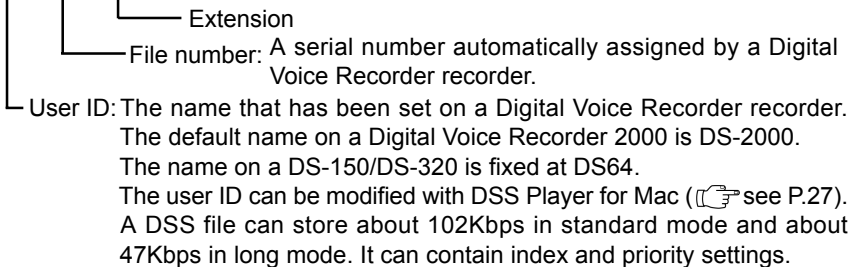 Extension
File number: A serial number automatically assigned by a Digital
Voice Recorder recorder.
User ID: The name that has been set on a Digital Voice Recorder recorder.
The default name on a Digital Voice Recorder 2000 is DS-2000.
The name on a DS-150/DS-320 is fixed at DS64.
The user ID can be modified with DSS Player for Mac (☞ see P.27).
A DSS file can store about 102Kbps in standard mode and about
47Kbps in long mode. It can contain index and priority settings.